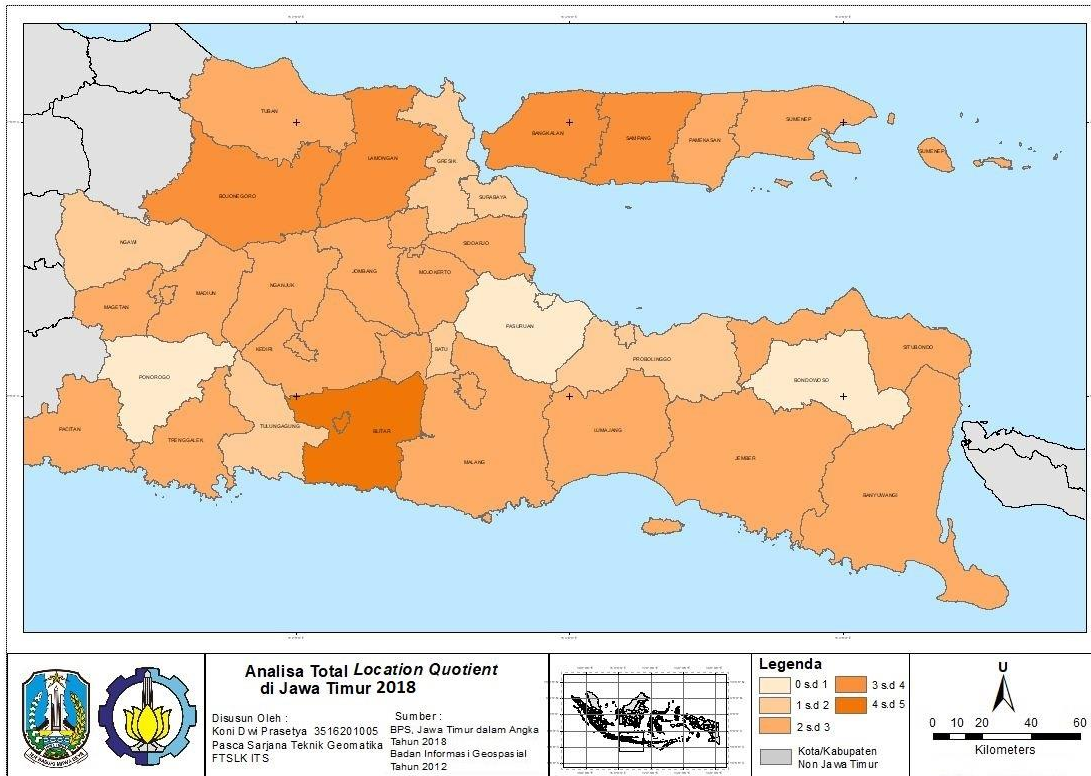 TUBAN
LAMONGAN
GRESIK
BANGKALAN
SAMPANG
PAMEKASAN
SUMENEP
SUMENEP
BOJONEGORO
SURABAYA
NGAWI
SIDOARJO
MAGETAN
MADIUN
NGANJUK
JOMBANG
MOJOKERTO
PASURUAN
KEDIRI
BATU
PROBOLINGGO
SITUBONDO
PONOROGO
BONDOWOSO
PACITAN
TRENGGALEK
TULUNGAGUNG
BLITAR
MALANG
LUMAJANG
JEMBER
BANYUWANGI
Analisa Total Location Quotient
di Jawa Timur 2018
Disusun Oleh :
Koni Dwi Prasetya 3516201005
Pasca Sarjana Teknik Geomatika
FTSLK ITS
Sumber :
BPS, Jawa Timur dalam Angka
Tahun 2018
Badan Informasi Geospasial
Tahun 2012
Legenda
0 s.d 1
1 s.d 2
2 s.d 3
3 s.d 4
4 s.d 5
Kota/Kabupaten
Non Jawa Timur
U
0 10 20 40 60
Kilometers